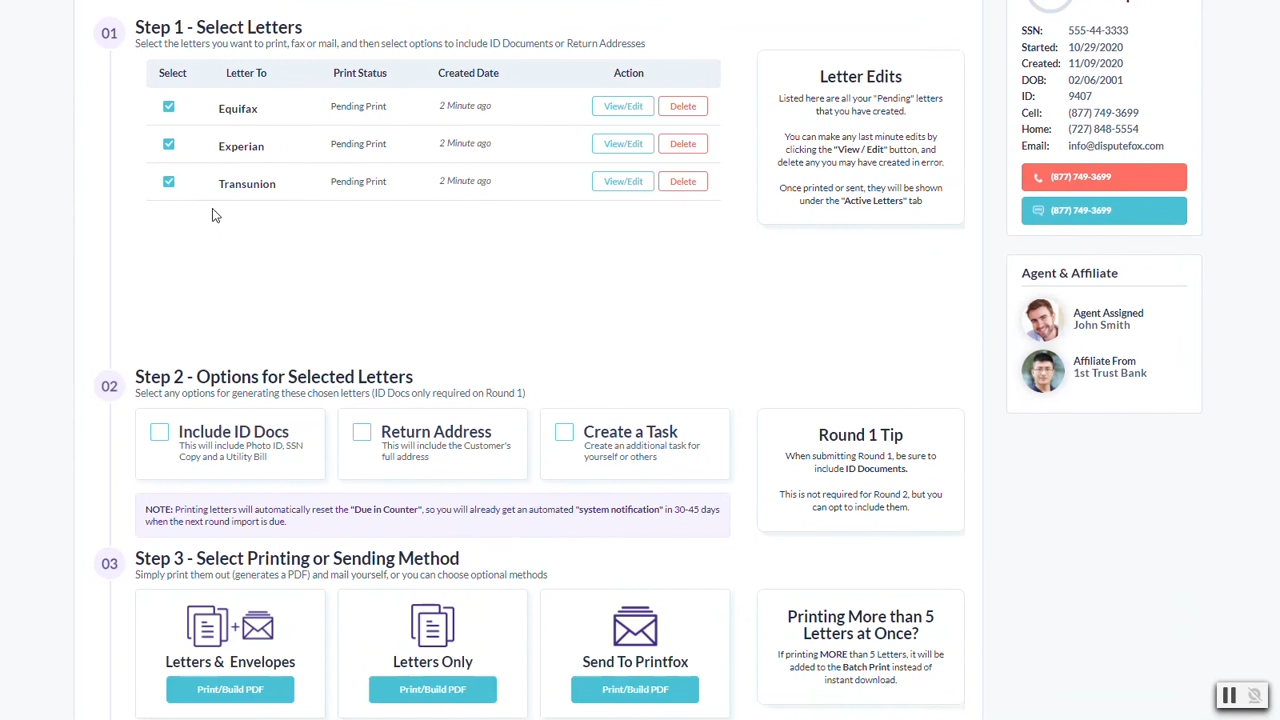 01
Step 1 - Select Letters
Select the letters you want to print, fax or mail, and then select options to include ID Documents or Return Addresses
Select Letter To Print Status Created Date Action
Equifax Pending Print 2 Minute ago View/Edit Delete
Experian Pending Print 2 Minute ago View/Edit Delete
Transunion Pending Print 2 Minute ago View/Edit Delete
Letter Edits
Listed here are all your "Pending" letters
that you have created.
You can make any last minute edits by
clicking the "View / Edit" button, and
delete any you may have created in error.
Once printed or sent, they will be shown
under the "Active Letters" tab
02
Step 2 - Options for Selected Letters
Select any options for generating these chosen letters (ID Docs only required on Round 1)
Include ID Docs
This will include Photo ID, SSN
Copy and a Utility Bill
Return Address
This will include the Customer's
full address
Create a Task
Create an additional task for
yourself or others
NOTE: Printing letters will automatically reset the "Due in Counter", so you will already get an automated "system notification" in 30-45 days
when the next round import is due.
Round 1 Tip
When submitting Round 1, be sure to
include ID Documents.
This is not required for Round 2, but you
can opt to include them.
03
Step 3 - Select Printing or Sending Method
Simply print them out (generates a PDF) and mail yourself, or you can choose optional methods
Letters & Envelopes
Print/Build PDF
Letters Only
Print/Build PDF
Send To Printfox
Print/Build PDF
Printing More than 5
Letters at Once?
If printing MORE than 5 Letters, it will be
added to the Batch Print instead of
instant download.
SSN: 555-44-3333
Started: 10/29/2020
Created: 11/09/2020
DOB: 02/06/2001
ID: 9407
Cell: (877) 749-3699
Home: (727) 848-5554
Email: info@disputefox.com
(877) 749-3699
(877) 749-3699
Agent & Affiliate
Agent Assigned
John Smith
Affiliate From
1st Trust Bank